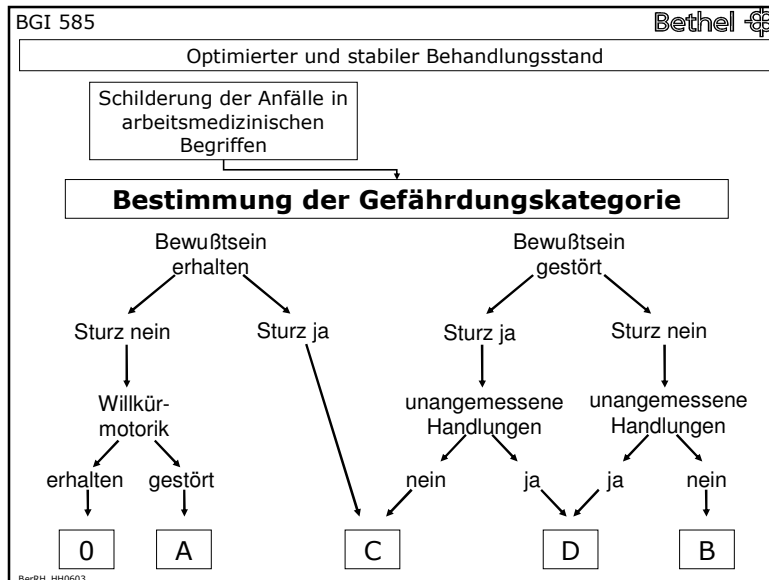 BGI 585
Bethel
Optimierter und stabiler Behandlungsstand
Schilderung der Anfälle in
arbeitsmedizinischen
Begriffen
Bestimmung der Gefährdungskategorie
Bewußtsein
erhalten
Bewußtsein
gestört
Sturz nein
Sturz ja
Sturz ja
Sturz nein
Willkür-
motorik
unangemessene
Handlungen
unangemessene
Handlungen
erhalten
gestört
nein
ja
ja
nein
0
A
C
D
B
BerRH HH0603